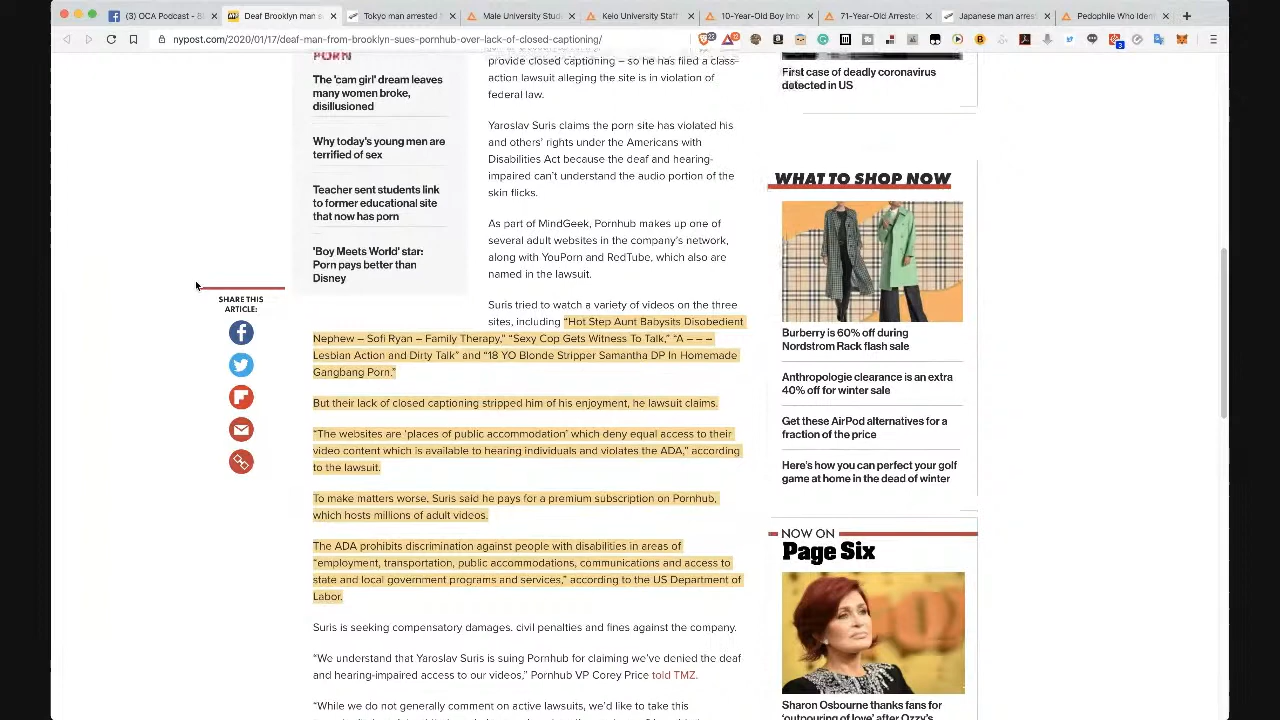 (3) OCA Podcast - B
Deaf Brooklyn man s
Tokyo man arrested f
Male University Stude
Keio University Staff
10-Year-Old Boy Imp
71-Year-Old Arreste
Japanese man arrest
Pedophile Who Ident
nypost.com/2020/01/17/deaf-man-from-brooklyn-sues-pornhub-over-lack-of-closed-captioning/
PORN
The 'cam girl' dream leaves
many women broke,
disillusioned
Why today's young men are
terrified of sex
Teacher sent students link
to former educational site
that now has porn
'Boy Meets World' star:
Porn pays better than
Disney
SHARE THIS
ARTICLE:
provide closed captioning – so he has filed a class-
action lawsuit alleging the site is in violation of
federal law.
Yaroslav Suris claims the porn site has violated his
and others' rights under the Americans with
Disabilities Act because the deaf and hearing-
impaired can't understand the audio portion of the
skin flicks.
As part of MindGeek, Pornhub makes up one of
several adult websites in the company's network,
along with YouPorn and RedTube, which also are
named in the lawsuit.
Suris tried to watch a variety of videos on the three
sites, including "Hot Step Aunt Babysits Disobedient
Nephew – Sofi Ryan – Family Therapy," "Sexy Cop Gets Witness To Talk," "A – – –
Lesbian Action and Dirty Talk" and "18 YO Blonde Stripper Samantha DP In Homemade
Gangbang Porn."
But their lack of closed captioning stripped him of his enjoyment, he lawsuit claims.
"The websites are 'places of public accommodation' which deny equal access to their
video content which is available to hearing individuals and violates the ADA," according
to the lawsuit.
To make matters worse, Suris said he pays for a premium subscription on Pornhub,
which hosts millions of adult videos.
The ADA prohibits discrimination against people with disabilities in areas of
"employment, transportation, public accommodations, communications and access to
state and local government programs and services," according to the US Department of
Labor.
Suris is seeking compensatory damages, civil penalties and fines against the company.
"We understand that Yaroslav Suris is suing Pornhub for claiming we've denied the deaf
and hearing impaired access to our videos," Pornhub VP Corey Price told TMZ.
"While we do not generally comment on active lawsuits, we'd like to take this
First case of deadly coronavirus
detected in US
WHAT TO SHOP NOW
Burberry is 60% off during
Nordstrom Rack flash sale
Anthropologie clearance is an extra
40% off for winter sale
Get these AirPod alternatives for a
fraction of the price
Here's how you can perfect your golf
game at home in the dead of winter
NOW ON
Page Six
Sharon Osbourne thanks fans for
'outpouring of love' after Ozzy's